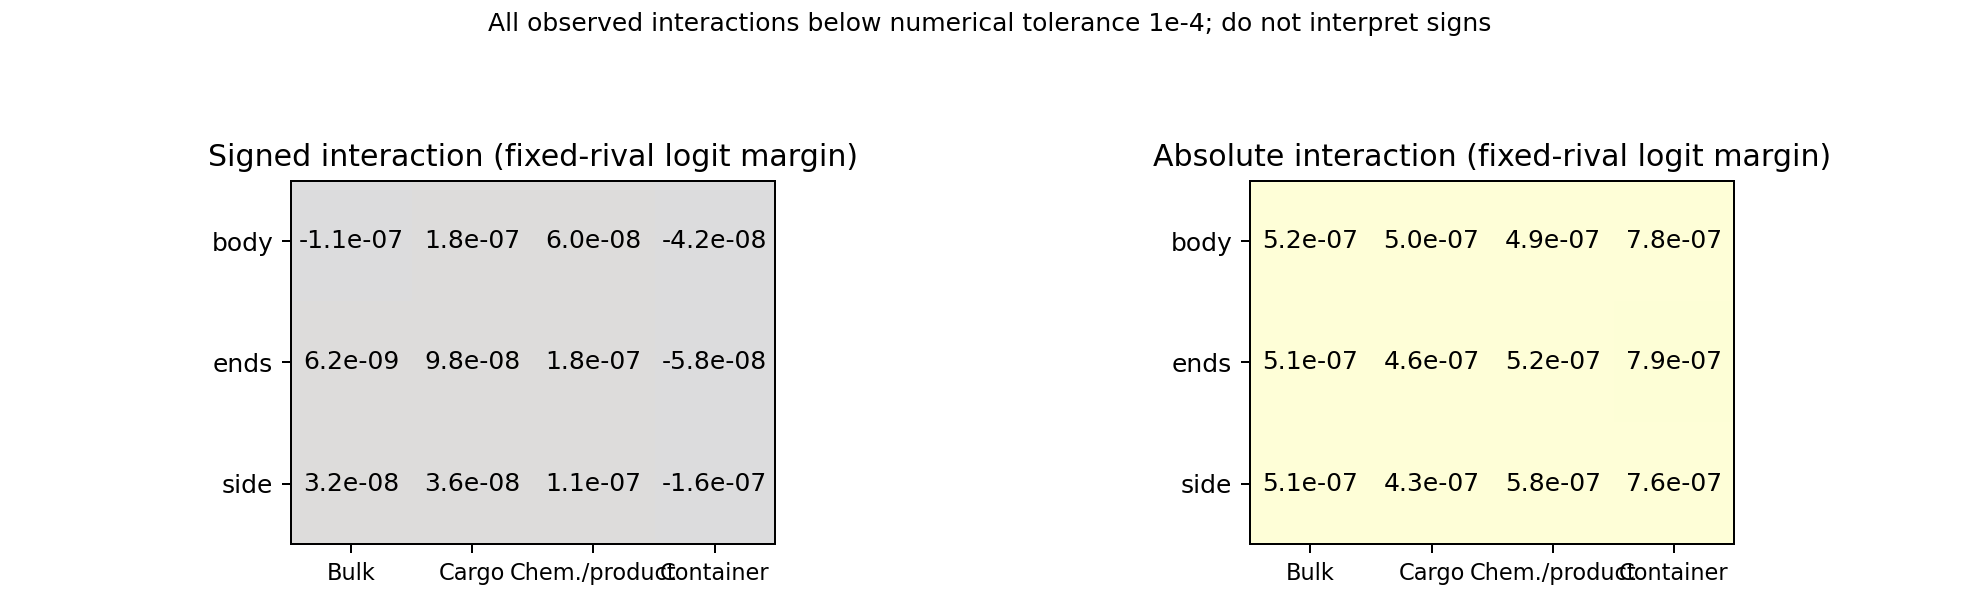 All observed interactions below numerical tolerance 1e-4; do not interpret signs
Signed interaction (fixed-rival logit margin)
body -1.1e-07 1.8e-07 6.0e-08 -4.2e-08
ends 6.2e-09 9.8e-08 1.8e-07 -5.8e-08
side 3.2e-08 3.6e-08 1.1e-07 -1.6e-07
Bulk Cargo Chem./product Container
Absolute interaction (fixed-rival logit margin)
body 5.2e-07 5.0e-07 4.9e-07 7.8e-07
ends 5.1e-07 4.6e-07 5.2e-07 7.9e-07
side 5.1e-07 4.3e-07 5.8e-07 7.6e-07
Bulk Cargo Chem./product Container